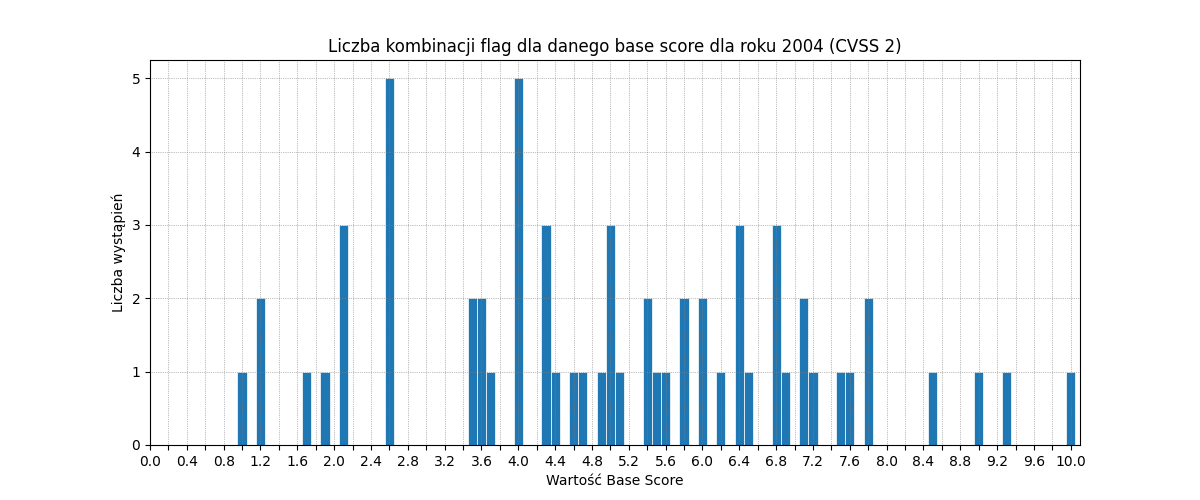 Liczba kombinacji flag dla danego base score dla roku 2004 (CVSS 2)
Liczba wystąpień
5
4
3
2
1
0
0.0 0.4 0.8 1.2 1.6 2.0 2.4 2.8 3.2 3.6 4.0 4.4 4.8 5.2 5.6 6.0 6.4 6.8 7.2 7.6 8.0 8.4 8.8 9.2 9.6 10.0
Wartość Base Score